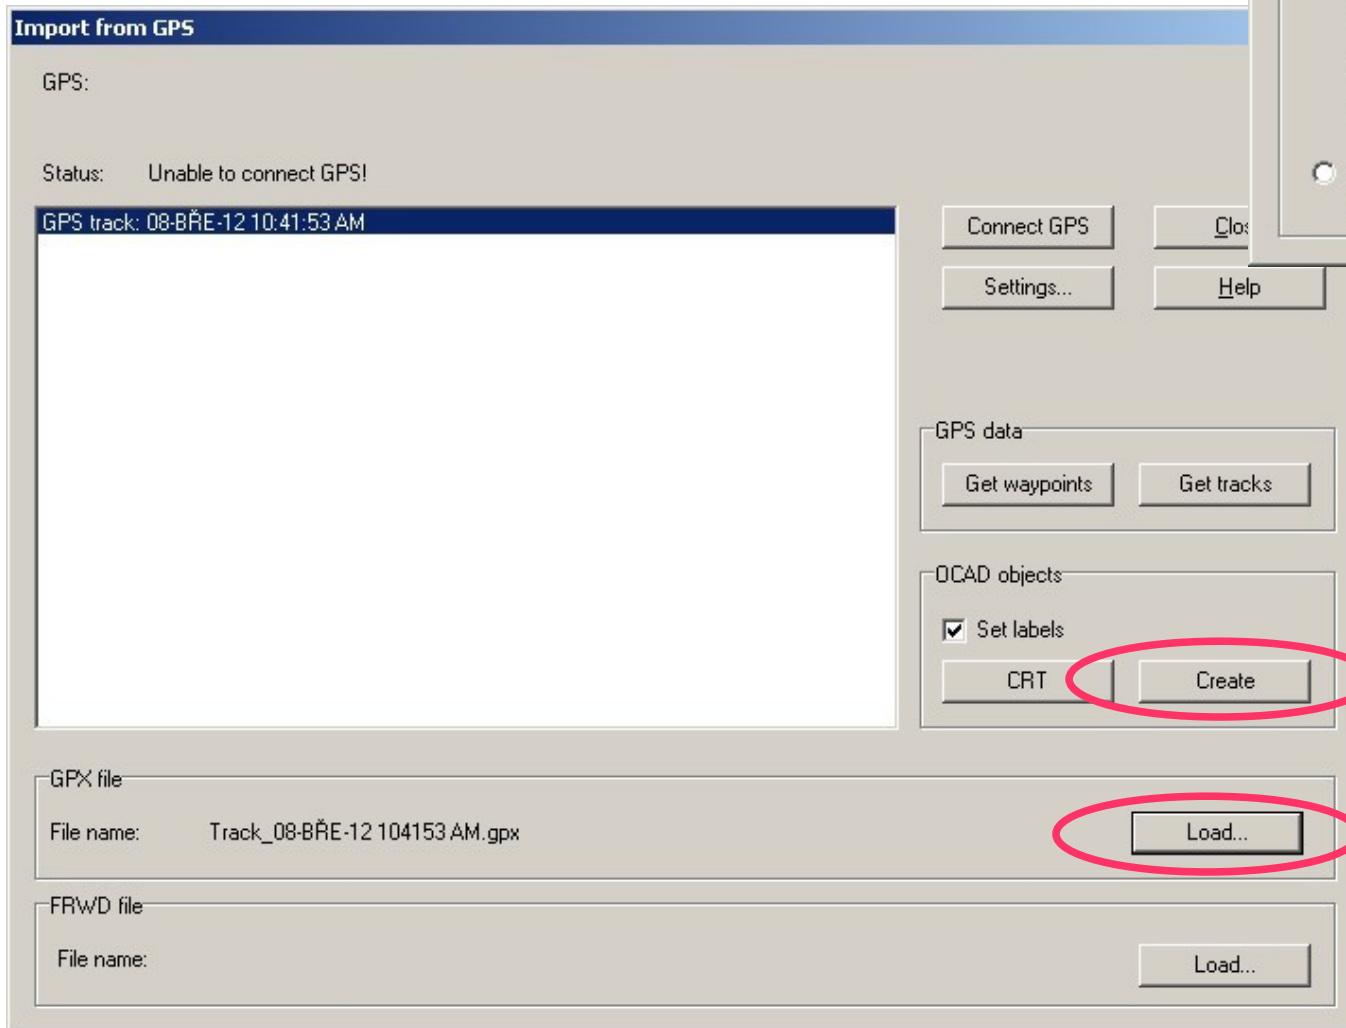 Import from GPS
GPS:
Status: Unable to connect GPS!
GPS track: 08-BŘE-12 10:41:53 AM
Connect GPS
Settings...
Help
GPS data
Get waypoints
Get tracks
OCAD objects
Set labels
CRT
Create
GPX file
File name: Track_08-BŘE-12 104153 AM.gpx
Load...
FRWD file
File name:
Load...